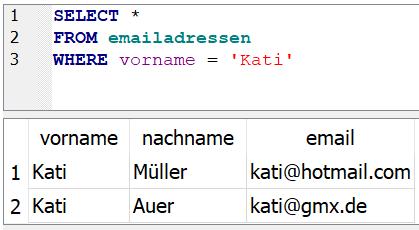 1 SELECT *
2 FROM emailadressen
3 WHERE vorname = 'Kati'
vorname nachname email
1 Kati Müller kati@hotmail.com
2 Kati Auer kati@gmx.de